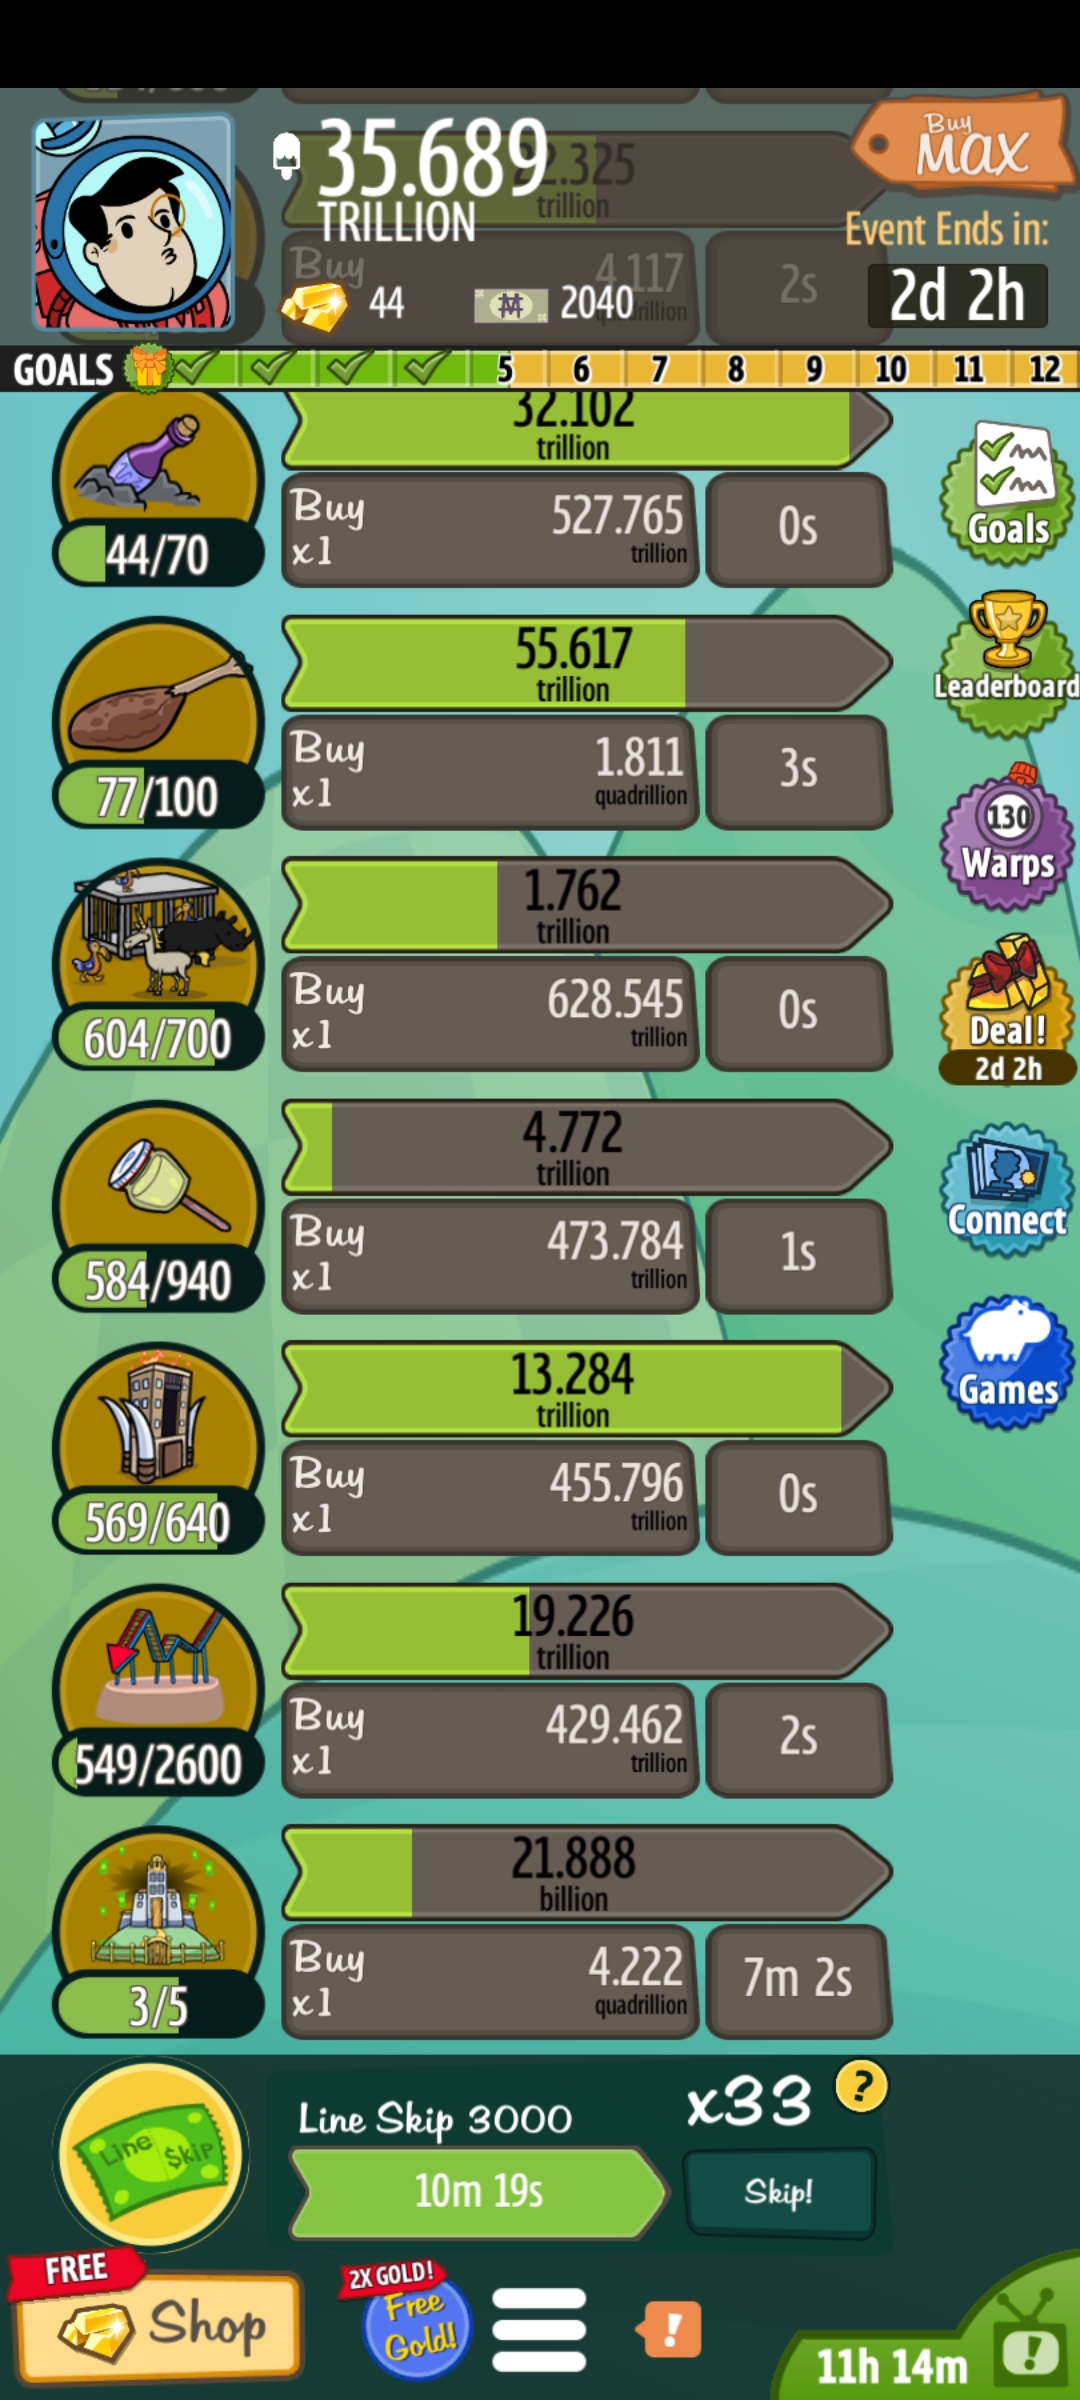 Buy
MAX
35.689
TRILLION
22.325
trillion
Event Ends in:
2d 2h
Buy
4.117
2s
44
2040
GOALS
5 6 7 8 9 10 11 12
32.102
trillion
Buy
x1
527.765
trillion
0s
44/70
Goals
55.617
trillion
Buy
x1
1.811
quadrillion
3s
77/100
Leaderboard
130
Warps
1.762
trillion
Buy
x1
628.545
trillion
0s
604/700
Deal!
2d 2h
4.772
trillion
Buy
x1
473.784
trillion
1s
584/940
Connect
13.284
trillion
Buy
x1
455.796
trillion
0s
569/640
Games
19.226
trillion
Buy
x1
429.462
trillion
2s
549/2600
21.888
billion
Buy
x1
4.222
quadrillion
7m 2s
3/5
Line $kip
Line Skip 3000
10m 19s
x33
?
Skip!
FREE
Shop
2X GOLD!
Free
Gold!
!
11h 14m
!